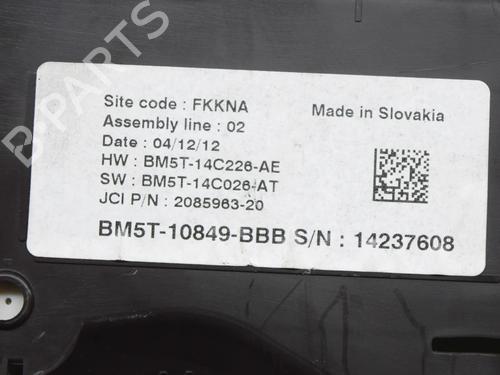 Site code : FKKNA
Made in Slovakia
Assembly line : 02
Date : 04/12/12
HW : BM5T-14C226-AE
SW : BM5T-14C026-AT
JCI P/N : 2085963-20
BM5T-10849-BBB S/N : 14237608
B-PARTS